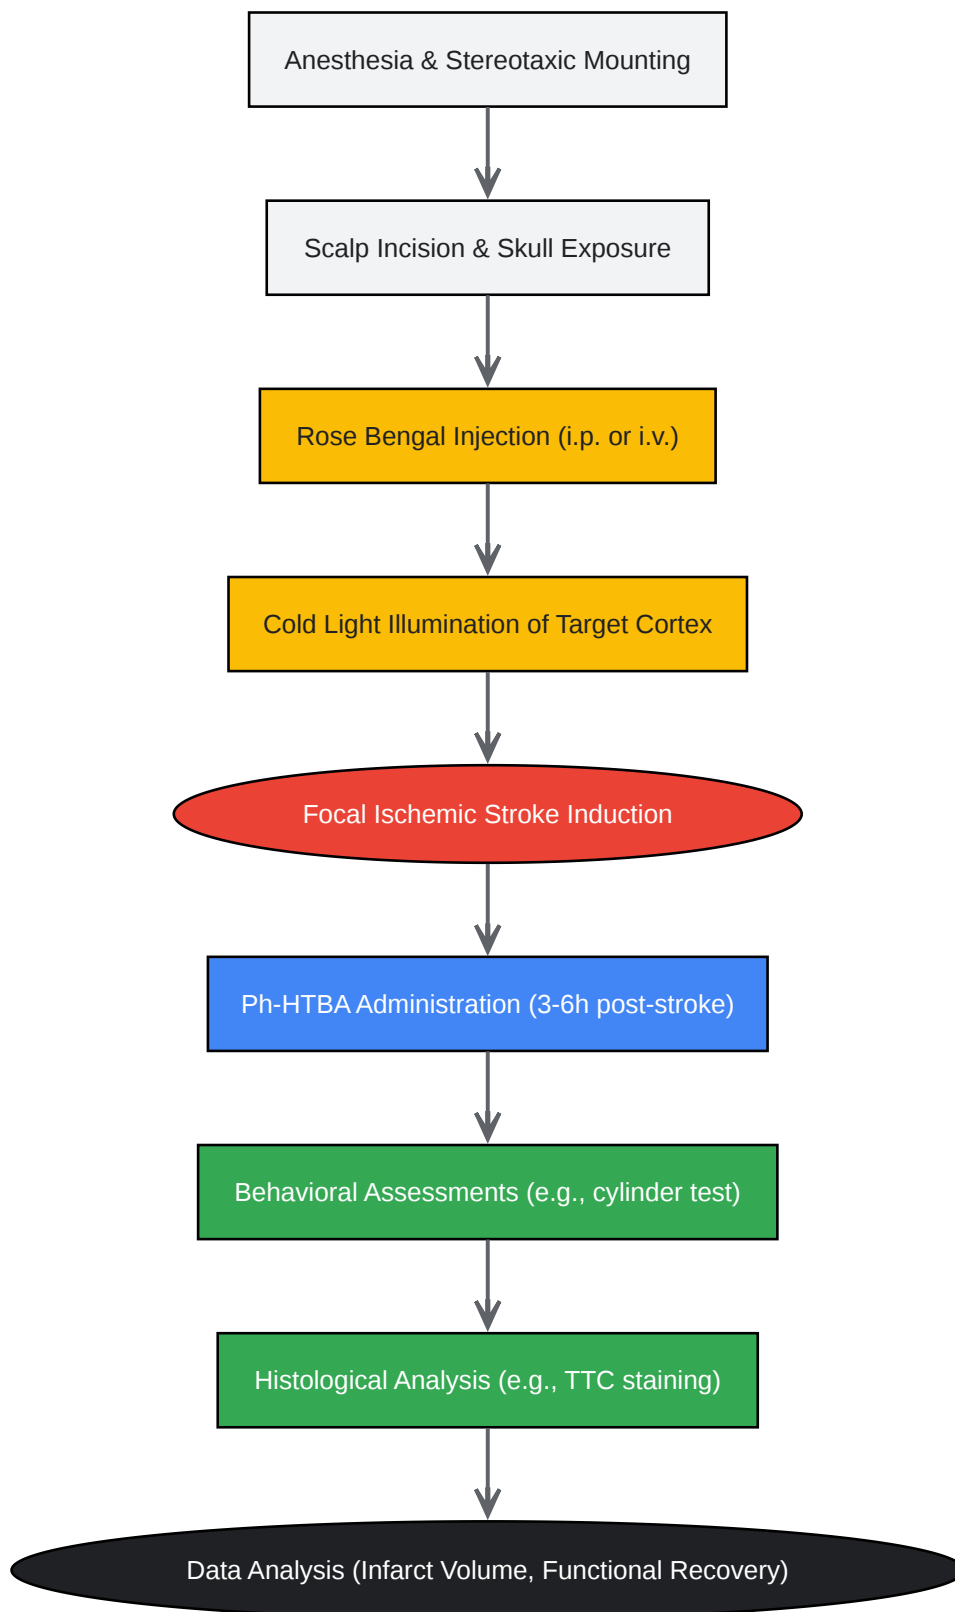 Anesthesia & Stereotaxic Mounting
Scalp Incision & Skull Exposure
Rose Bengal Injection (i.p. or i.v.)
Cold Light Illumination of Target Cortex
Focal Ischemic Stroke Induction
Ph-HTBA Administration (3-6h post-stroke)
Behavioral Assessments (e.g., cylinder test)
Histological Analysis (e.g., TTC staining)
Data Analysis (Infarct Volume, Functional Recovery)